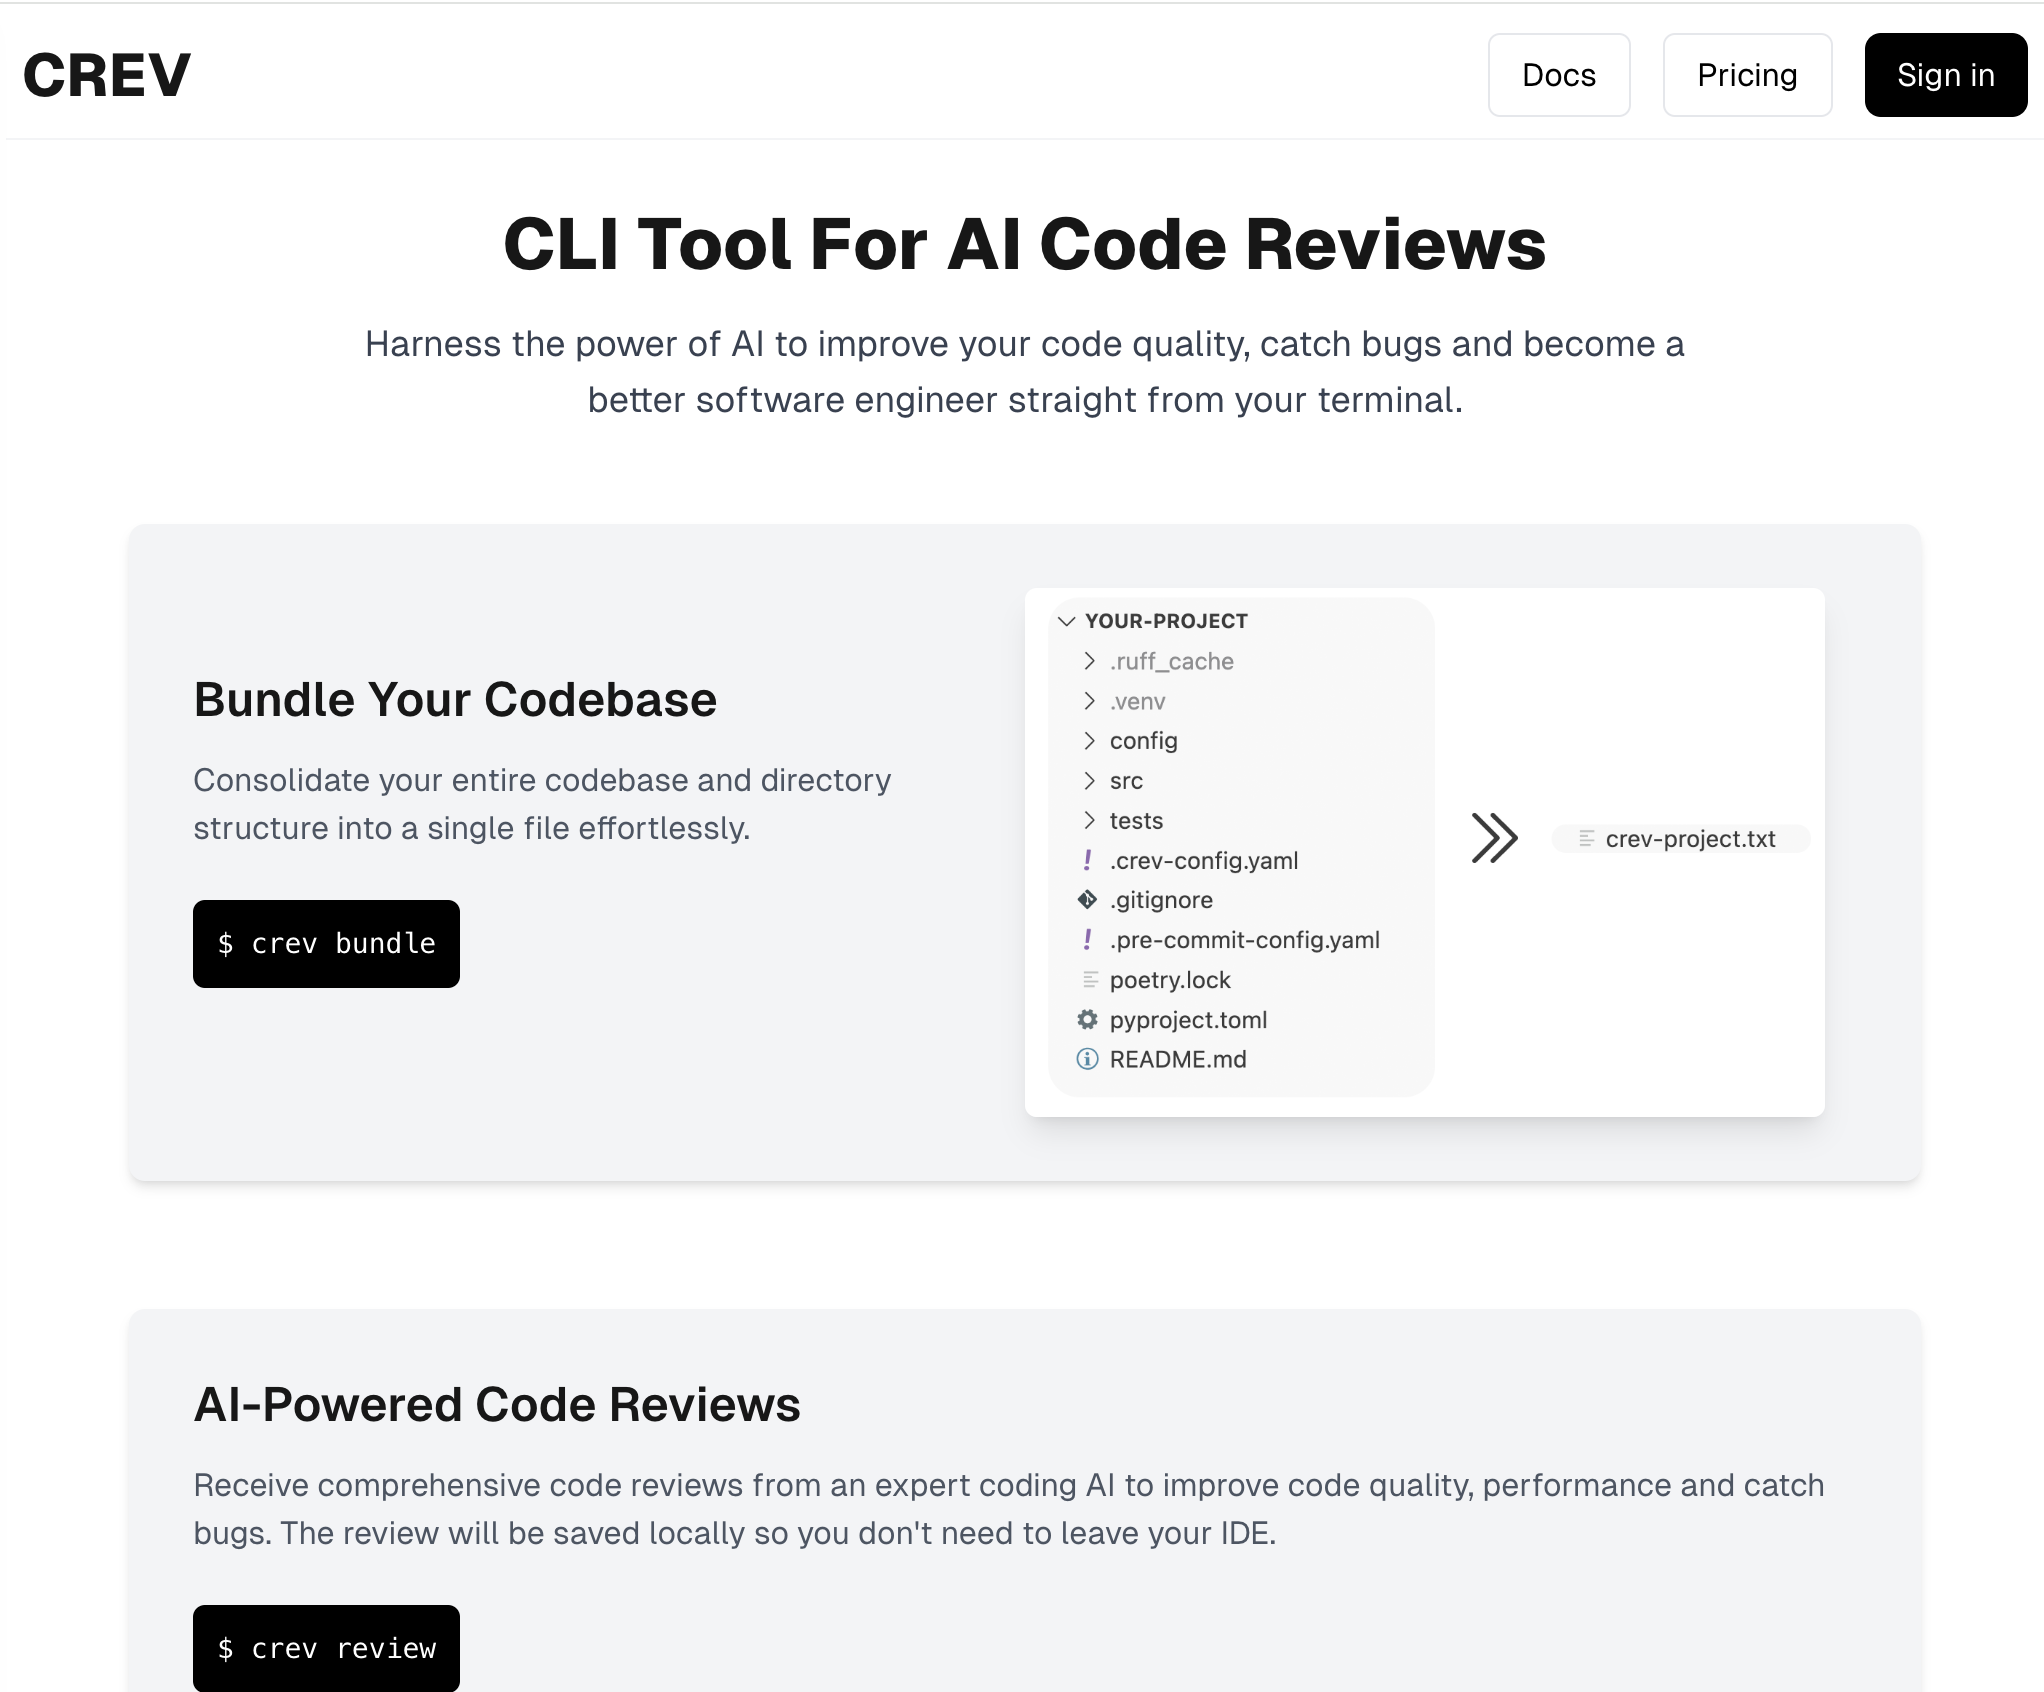 CREV
Docs
Pricing
Sign in
CLI Tool For AI Code Reviews
Harness the power of AI to improve your code quality, catch bugs and become a
better software engineer straight from your terminal.
Bundle Your Codebase
Consolidate your entire codebase and directory
structure into a single file effortlessly.
$ crev bundle
YOUR-PROJECT
.ruff_cache
.venv
config
src
tests
.crev-config.yaml
.gitignore
.pre-commit-config.yaml
poetry.lock
pyproject.toml
README.md
crev-project.txt
AI-Powered Code Reviews
Receive comprehensive code reviews from an expert coding AI to improve code quality, performance and catch
bugs. The review will be saved locally so you don't need to leave your IDE.
$ crev review